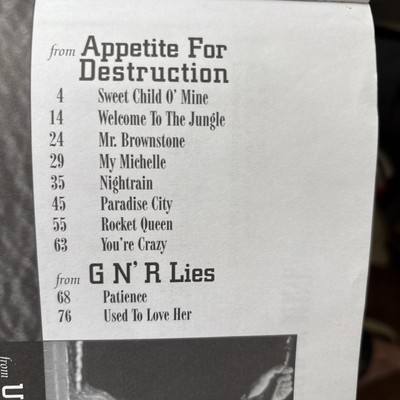 from Appetite For
Destruction
4 Sweet Child O' Mine
14 Welcome To The Jungle
24 Mr. Brownstone
29 My Michelle
35 Nightrain
45 Paradise City
55 Rocket Queen
63 You're Crazy
from G N' R Lies
68 Patience
76 Used To Love Her
from U